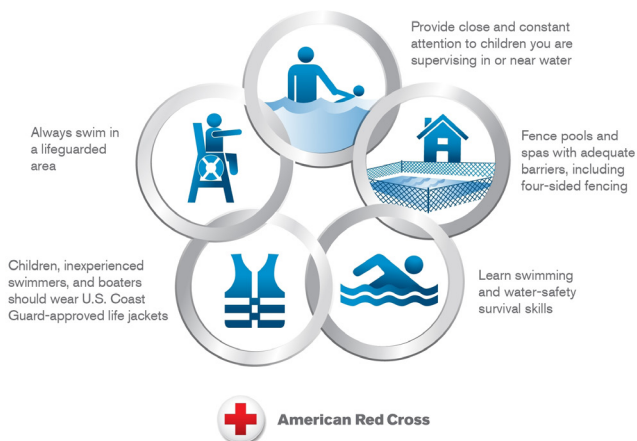 Provide close and constant
attention to children you are
supervising in or near water
Always swim in
a lifeguarded
area
Fence pools and
spas with adequate
barriers, including
four-sided fencing
Children, inexperienced
swimmers, and boaters
should wear U.S. Coast
Guard-approved life jackets
Learn swimming
and water-safety
survival skills
American Red Cross